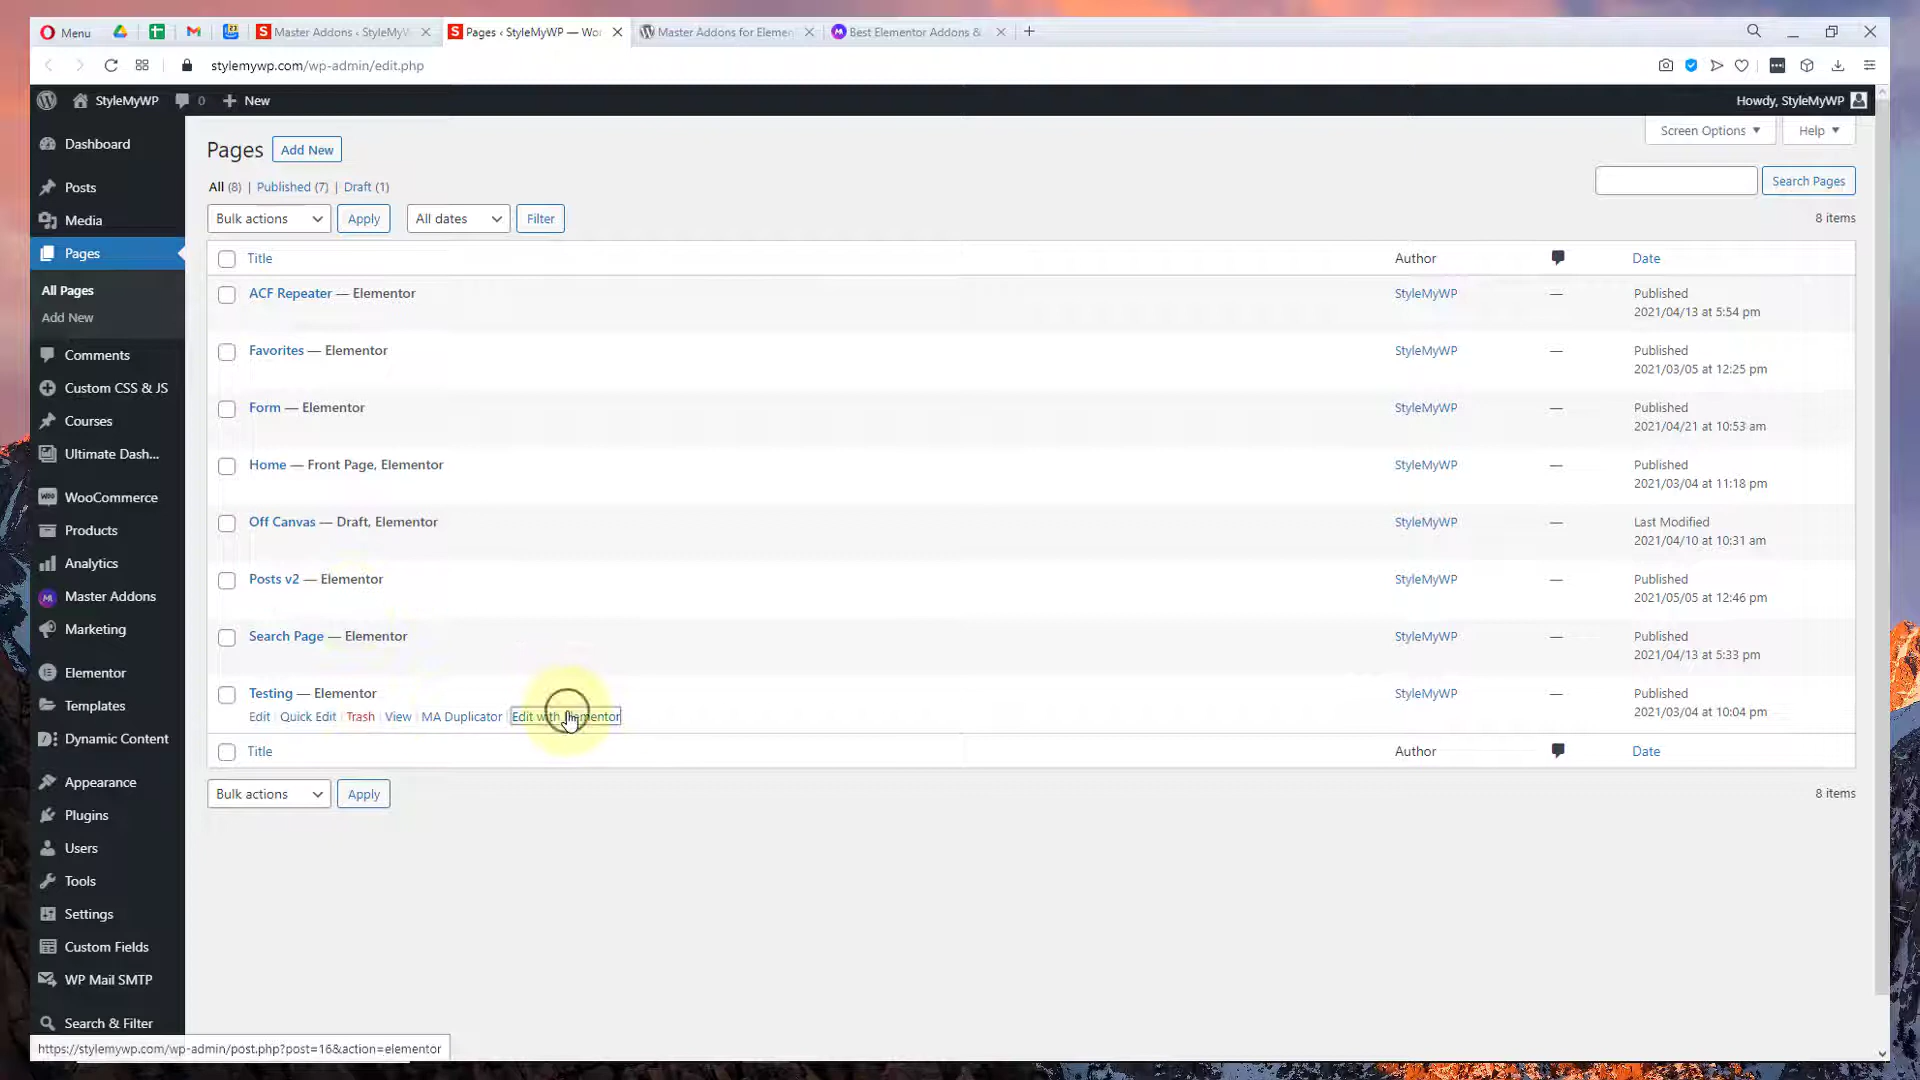 Menu
Master Addons ‹ StyleMyW
Pages ‹ StyleMyWP — Wo
Master Addons for Elemen
Best Elementor Addons &
stylemywp.com/wp-admin/edit.php
StyleMyWP
0
New
Howdy, StyleMyWP
Screen Options
Help
Pages
Add New
All (8) | Published (7) | Draft (1)
Search Pages
Bulk actions
Apply
All dates
Filter
8 items
Dashboard
Posts
Media
Pages
All Pages
Add New
Comments
Custom CSS & JS
Courses
Ultimate Dash...
WooCommerce
Products
Analytics
Master Addons
Marketing
Elementor
Templates
Dynamic Content
Appearance
Plugins
Users
Tools
Settings
Custom Fields
WP Mail SMTP
Search & Filter
Title
Author
Date
ACF Repeater — Elementor
StyleMyWP
—
Published
2021/04/13 at 5:54 pm
Favorites — Elementor
StyleMyWP
—
Published
2021/03/05 at 12:25 pm
Form — Elementor
StyleMyWP
—
Published
2021/04/21 at 10:53 am
Home — Front Page, Elementor
StyleMyWP
—
Published
2021/03/04 at 11:18 pm
Off Canvas — Draft, Elementor
StyleMyWP
—
Last Modified
2021/04/10 at 10:31 am
Posts v2 — Elementor
StyleMyWP
—
Published
2021/05/05 at 12:46 pm
Search Page — Elementor
StyleMyWP
—
Published
2021/04/13 at 5:33 pm
Testing — Elementor
StyleMyWP
—
Published
2021/03/04 at 10:04 pm
Edit | Quick Edit | Trash | View | MA Duplicator | Edit with Elementor
Title
Author
Date
Bulk actions
Apply
8 items
https://stylemywp.com/wp-admin/post.php?post=16&action=elementor